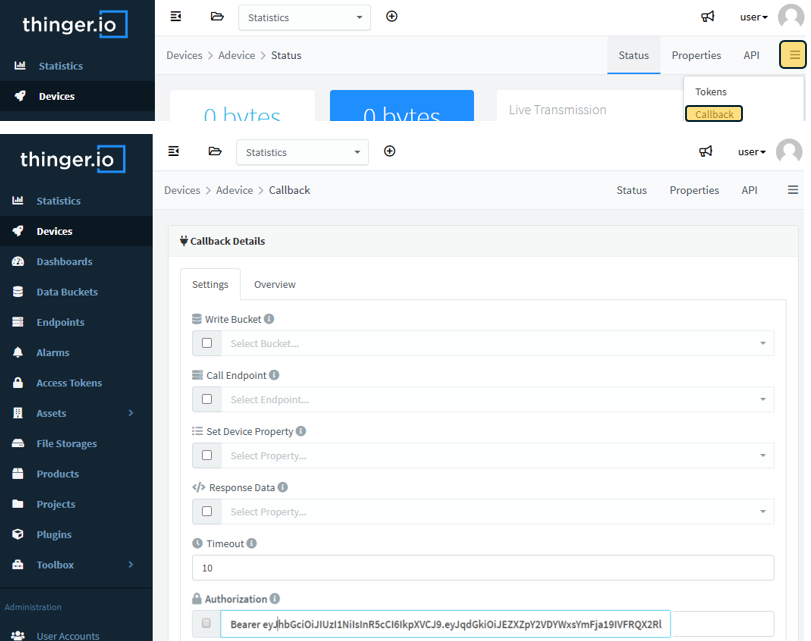 thinger.io
Statistics
user
Statistics
Devices > Adevice > Status
Status
Properties
API
Devices
Tokens
0 bytes
0 bytes
Live Transmission
Callback
thinger.io
Statistics
user
Devices > Adevice > Callback
Status
Properties
API
Statistics
Devices
Dashboards
Data Buckets
Endpoints
Alarms
Access Tokens
Assets
File Storages
Products
Projects
Plugins
Toolbox
Administration
User Accounts
Callback Details
Settings
Overview
Write Bucket
Select Bucket...
Call Endpoint
Select Endpoint...
Set Device Property
Select Property...
Response Data
Select Property...
Timeout
10
Authorization
Bearer eyJhbGciOiJIUzI1NiIsInR5cCI6IkpXVCJ9.eyJqdGkiOiJEZXZpY2VDYWxsYmFja19IVFRQX2Rl